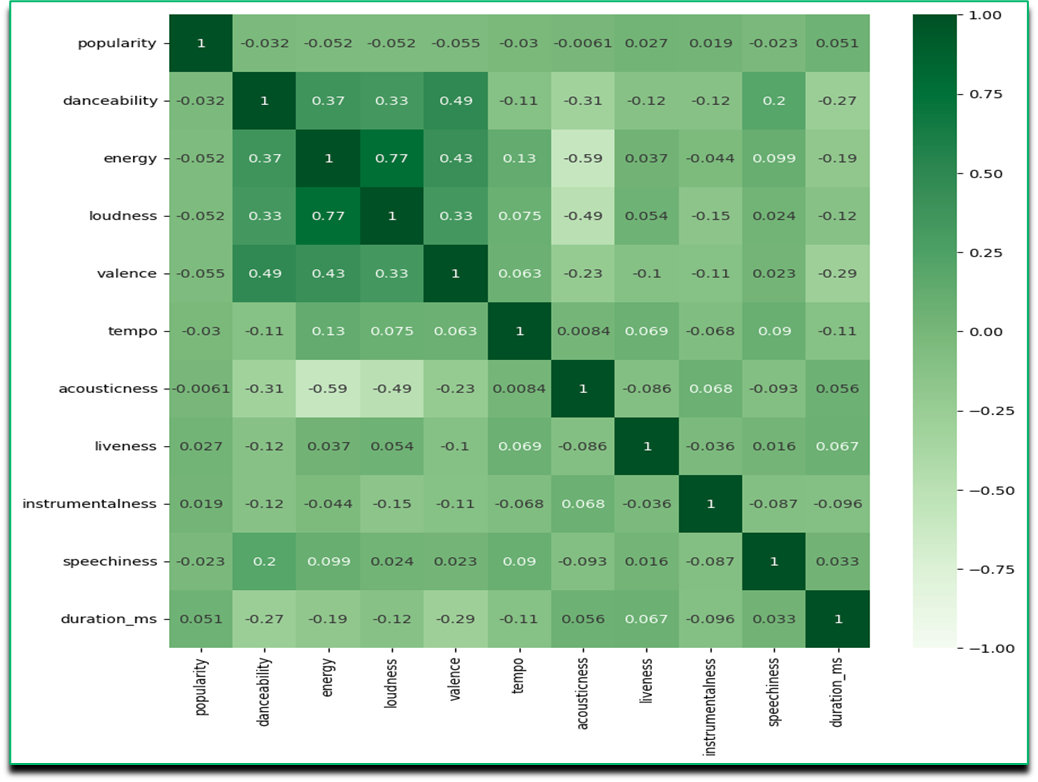 popularity 1 -0.032 -0.052 -0.052 -0.055 -0.03 -0.0061 0.027 0.019 -0.023 0.051 1.00
danceability -0.032 1 0.37 0.33 0.49 -0.11 -0.31 -0.12 -0.12 0.2 -0.27 0.75
energy -0.052 0.37 1 0.77 0.43 0.13 -0.59 0.037 -0.044 0.099 -0.19 0.50
loudness -0.052 0.33 0.77 1 0.33 0.075 -0.49 0.054 -0.15 0.024 -0.12 0.25
valence -0.055 0.49 0.43 0.33 1 0.063 -0.23 -0.1 -0.11 0.023 -0.29
tempo -0.03 -0.11 0.13 0.075 0.063 1 0.0084 0.069 -0.068 0.09 -0.11 0.00
acousticness -0.0061 -0.31 -0.59 -0.49 -0.23 0.0084 1 -0.086 0.068 -0.093 0.056 −0.25
liveness 0.027 -0.12 0.037 0.054 -0.1 0.069 -0.086 1 -0.036 0.016 0.067
instrumentalness 0.019 -0.12 -0.044 -0.15 -0.11 -0.068 0.068 -0.036 1 -0.087 -0.096 −0.50
speechiness -0.023 0.2 0.099 0.024 0.023 0.09 -0.093 0.016 -0.087 1 0.033 −0.75
duration_ms 0.051 -0.27 -0.19 -0.12 -0.29 -0.11 0.056 0.067 -0.096 0.033 1 −1.00
popularity danceability energy loudness valence tempo acousticness liveness instrumentalness speechiness duration_ms